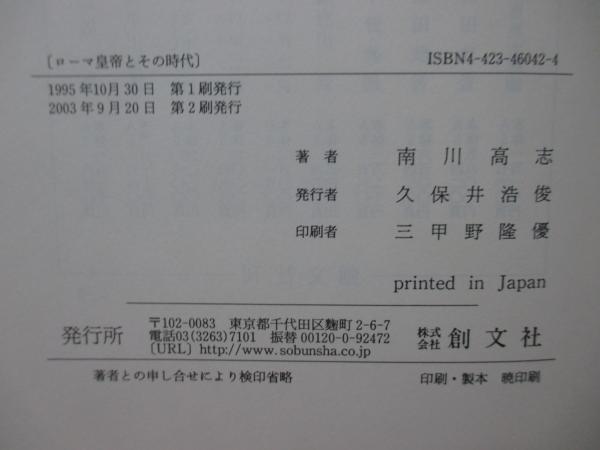 〔ローマ皇帝とその時代〕 ISBN4-423-46042-4
1995年10月30日 第1刷発行
2003年9月20日 第2刷発行
著者 南川高志
発行者 久保井浩俊
印刷者 三甲野隆優
printed in Japan
発行所 〒102-0083 東京都千代田区麹町2-6-7
電話03(3263)7101 振替00120-0-92472
〔URL〕http://www.sobunsha.co.jp
株式会社 創文社
著者との申し合せにより検印省略 印刷・製本 暁印刷